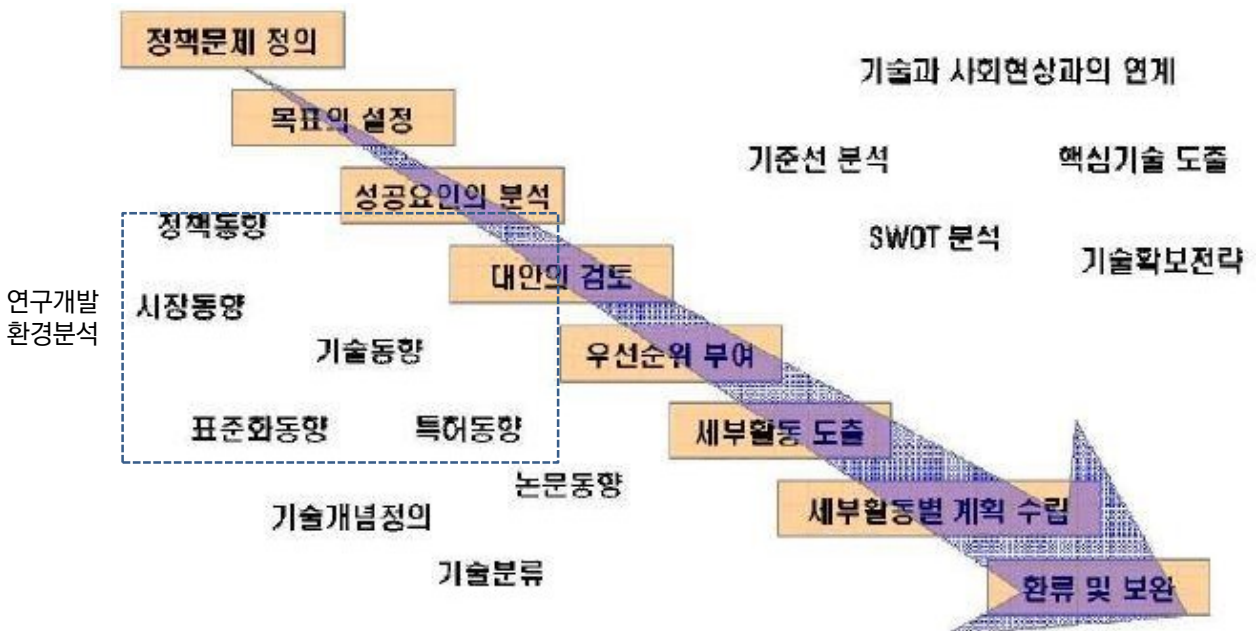 정책문제 정의
기술과 사회현상과의 연계
목표의 설정
기준선 분석
핵심기술 도출
성공요인의 분석
정책동향
SWOT 분석
기술확보전략
대안의 검토
연구개발
환경분석
시장동향
기술동향
우선순위 부여
표준화동향
특허동향
세부활동 도출
논문동향
기술개념정의
세부활동별 계획 수립
기술분류
환류 및 보완